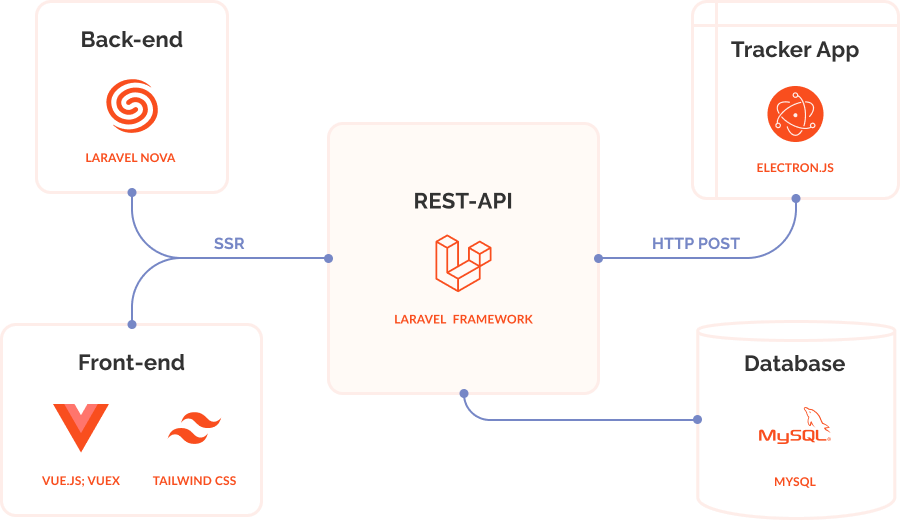 Back-end
LARAVEL NOVA
Tracker App
ELECTRON.JS
REST-API
LARAVEL FRAMEWORK
SSR
HTTP POST
Front-end
VUE.JS; VUEX
TAILWIND CSS
Database
MySQL
MYSQL